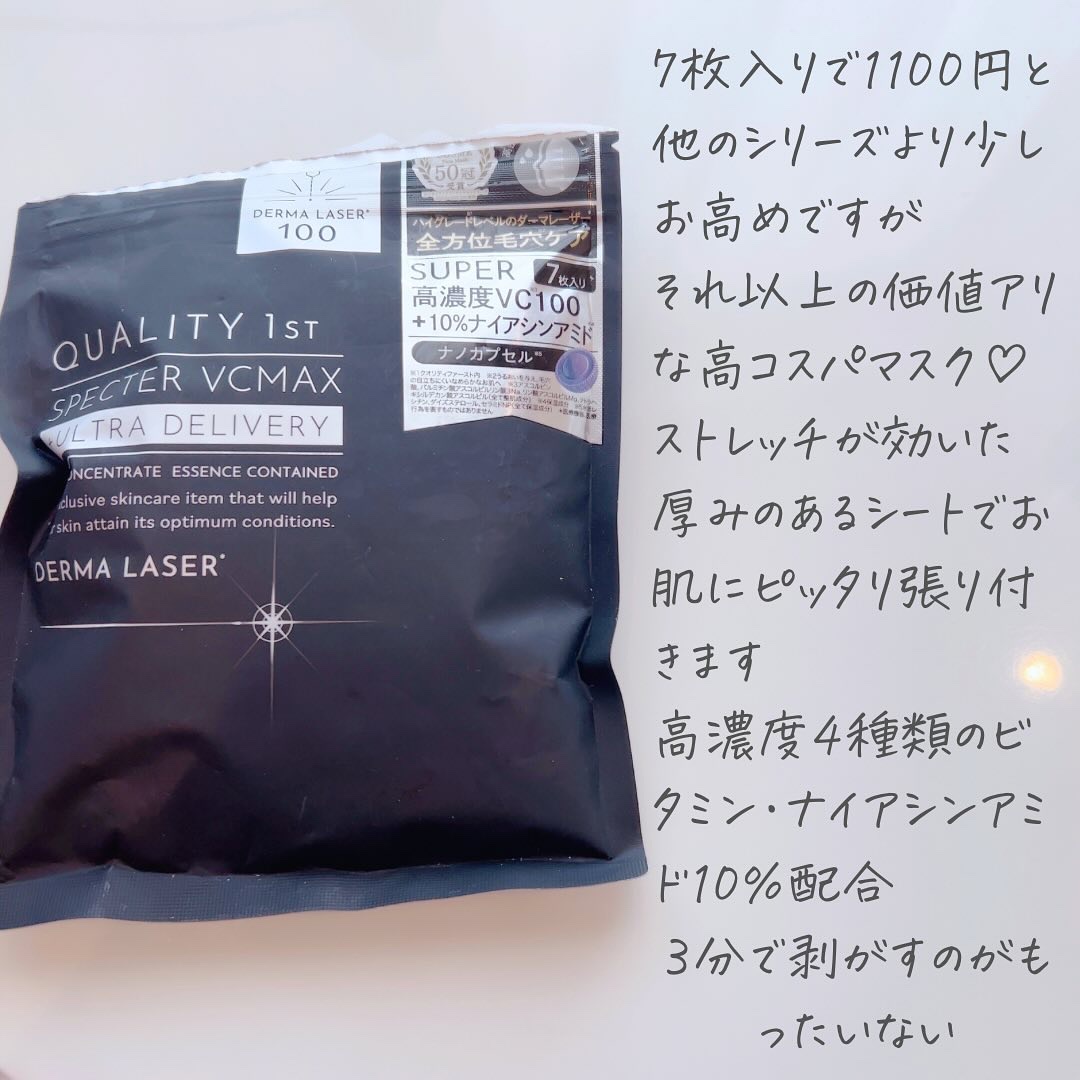 DERMA LASER*
100
50冠
受賞
ハイグレードレベルのダーマレーザー
全方位毛穴ケア
SUPER
7枚入り
高濃度VC100
+10%ナイアシンアミド
ナノカプセル※5
QUALITY 1ST
SPECTER VCMAX
ULTRA DELIVERY
ONCENTRATE ESSENCE CONTAINED
clusive skincare item that will help
skin attain its optimum conditions.
DERMA LASER*
7枚入りで1100円と
他のシリーズより少し
お高めですが
それ以上の価値アリ
な高コスパマスク♡
ストレッチが効いた
厚みのあるシートでお
肌にピッタリ張り付
きます
高濃度4種類のビ
タミン・ナイアシンアミ
ド10%配合
3分で剥がすのがも
ったいない